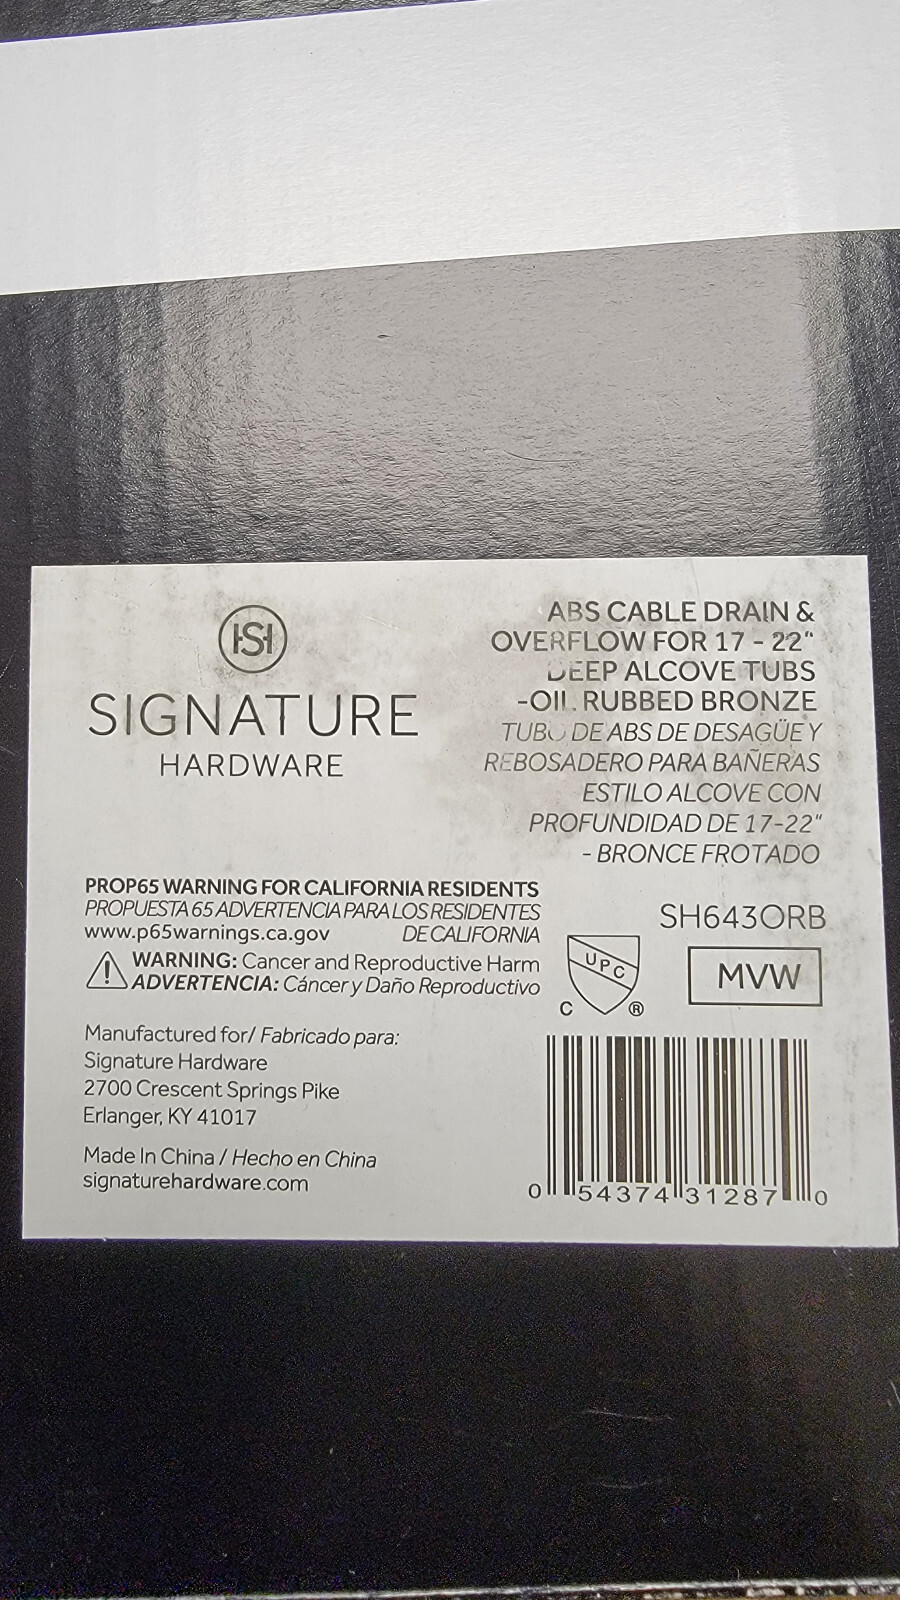 HSH
SIGNATURE
HARDWARE
ABS CABLE DRAIN &
OVERFLOW FOR 17 - 22"
DEEP ALCOVE TUBS
-OIL RUBBED BRONZE
TUBO DE ABS DE DESAGÜE Y
REBOSADERO PARA BAÑERAS
ESTILO ALCOVE CON
PROFUNDIDAD DE 17-22"
- BRONCE FROTADO
PROP65 WARNING FOR CALIFORNIA RESIDENTS
PROPUESTA 65 ADVERTENCIA PARA LOS RESIDENTES
www.p65warnings.ca.gov DE CALIFORNIA
WARNING: Cancer and Reproductive Harm
ADVERTENCIA: Cáncer y Daño Reproductivo
SH643ORB
UPC
C ®
MVW
Manufactured for/ Fabricado para:
Signature Hardware
2700 Crescent Springs Pike
Erlanger, KY 41017
Made In China / Hecho en China
signaturehardware.com
0 54374 31287 0